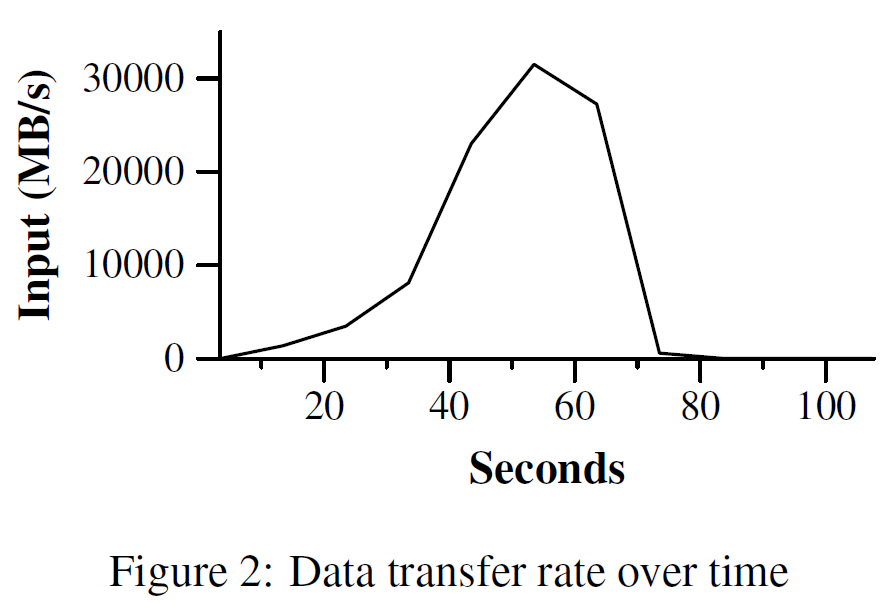 Input (MB/s)
30000
20000
10000
0
20 40 60 80 100
Seconds
Figure 2: Data transfer rate over time